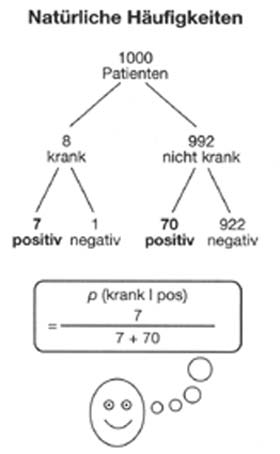 Natürliche Häufigkeiten
1000
Patienten
8 992
krank nicht krank
7 1 70 922
positiv negativ positiv negativ
p (krank I pos)
7
=
7 + 70